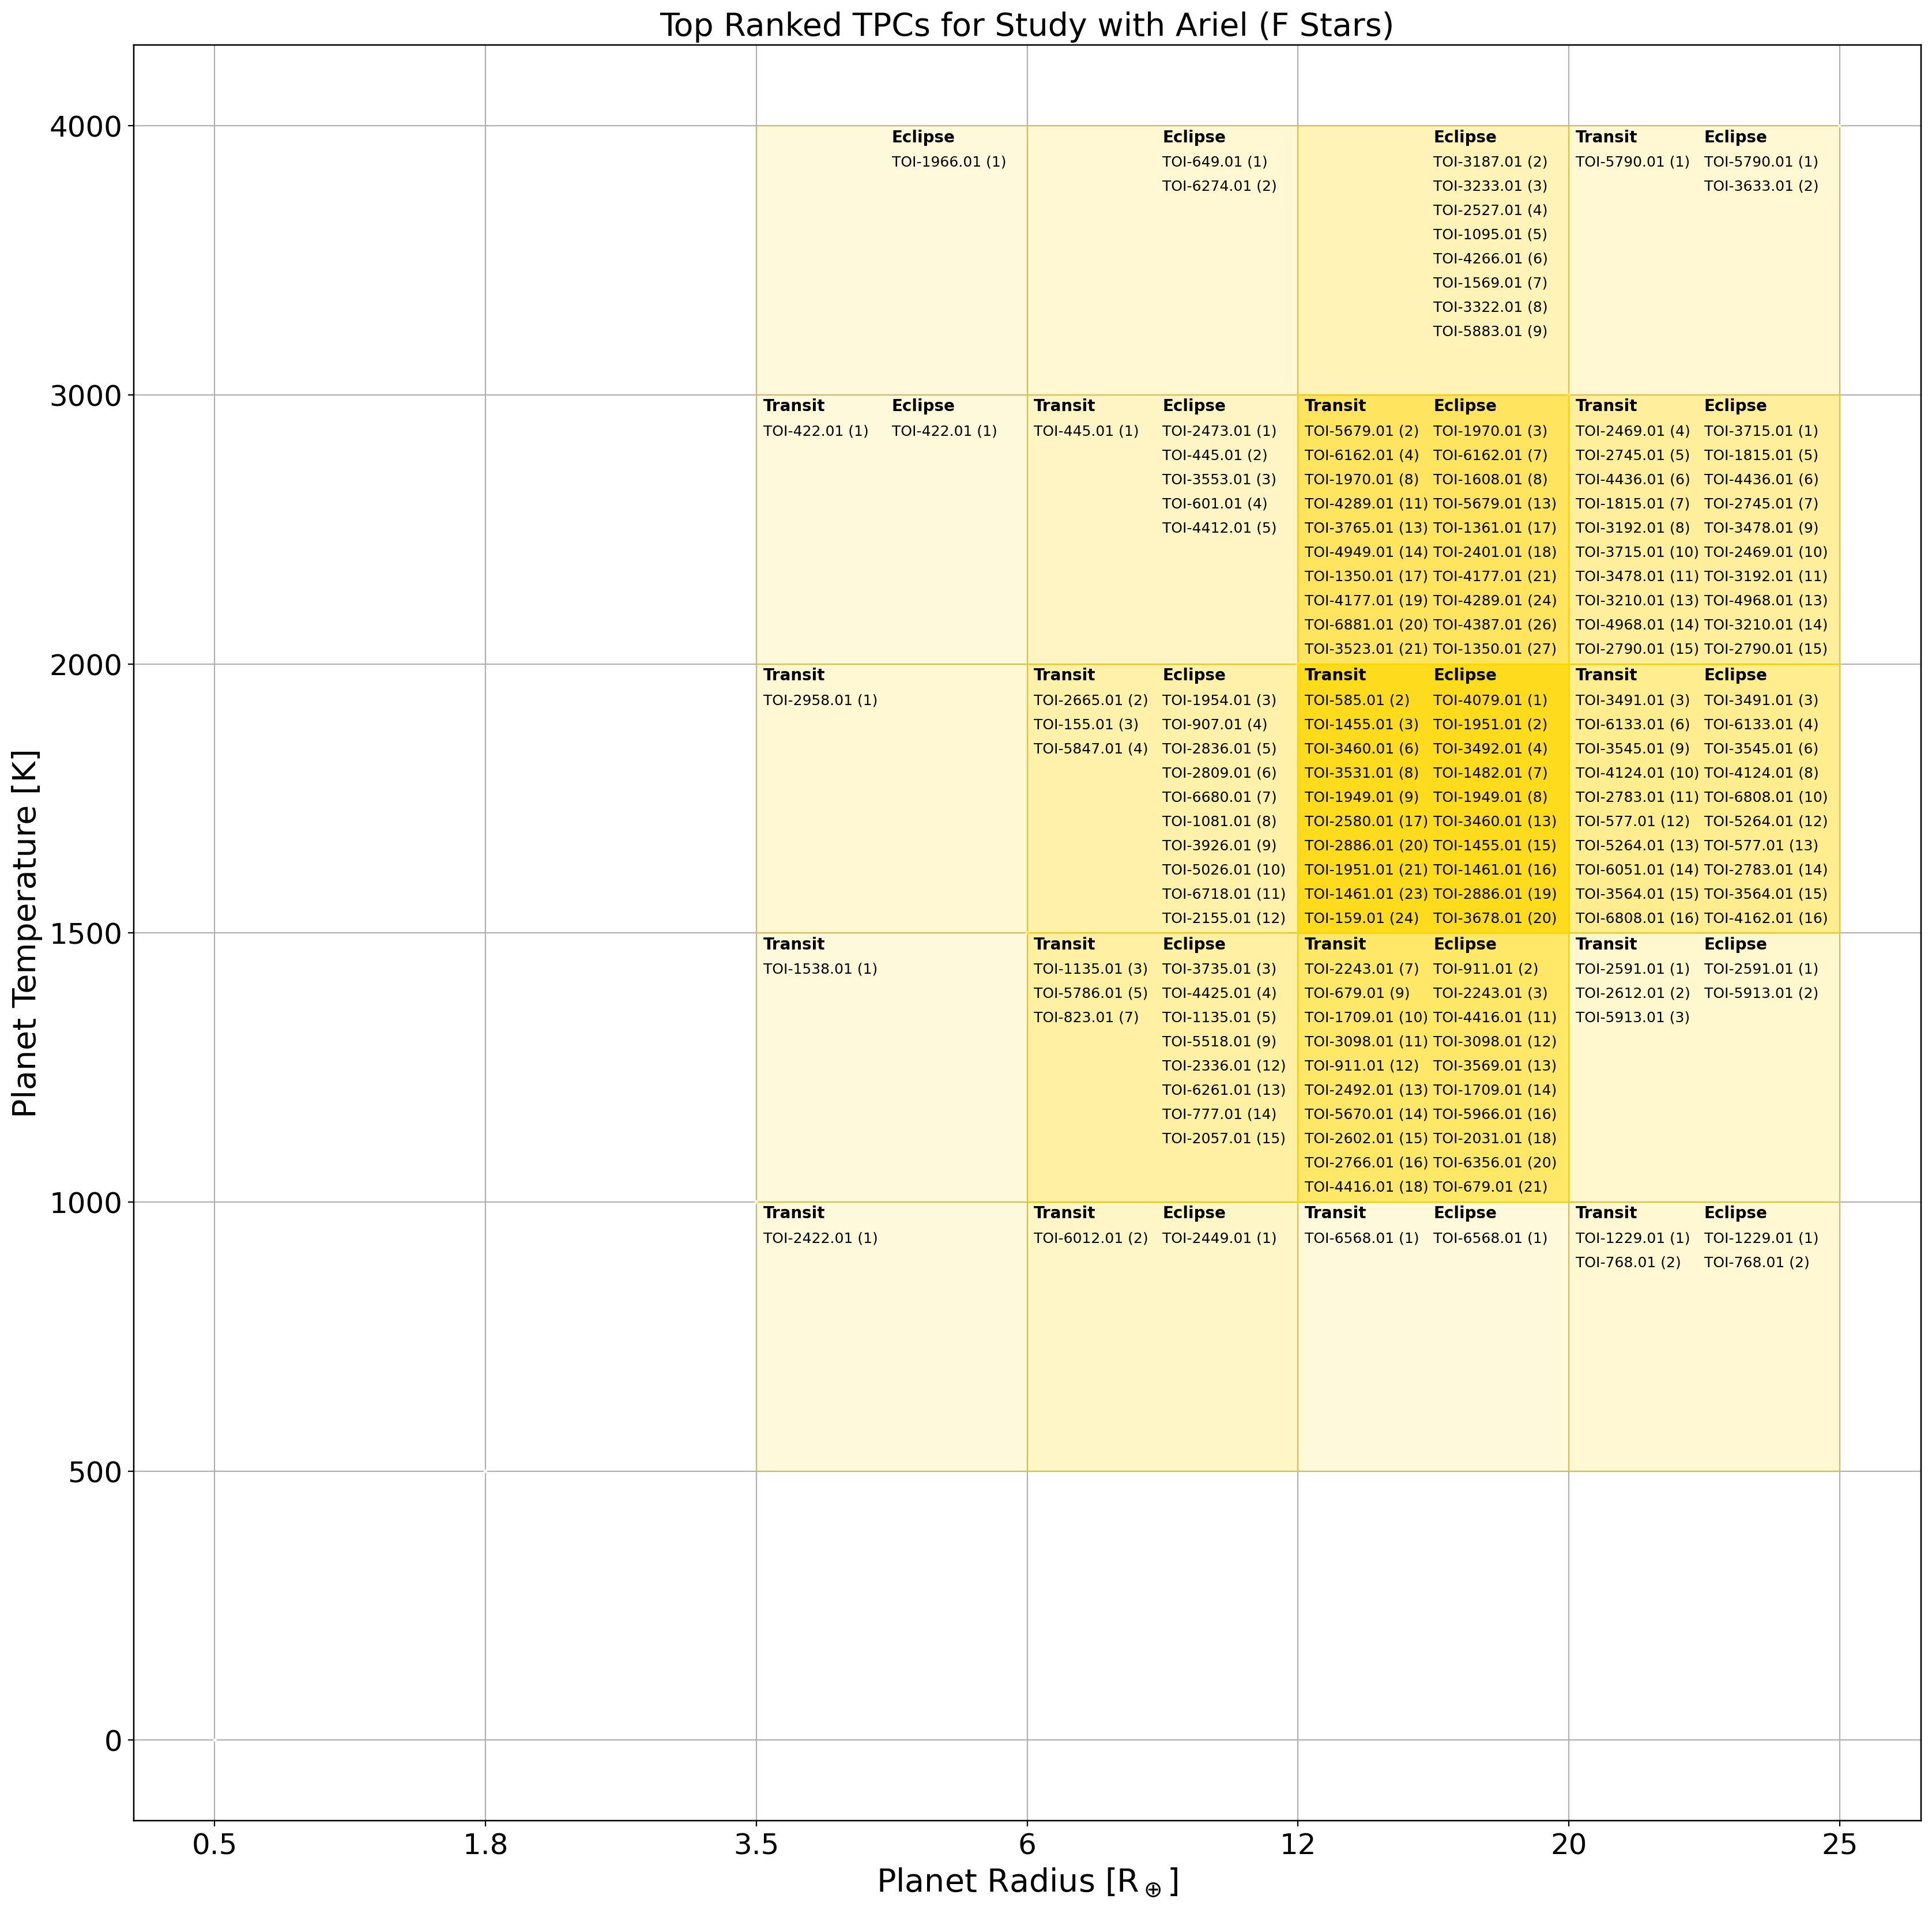 Top Ranked TPCs for Study with Ariel (F Stars)
4000
Eclipse Eclipse Eclipse Transit Eclipse
TOI-1966.01 (1) TOI-649.01 (1) TOI-3187.01 (2) TOI-5790.01 (1) TOI-5790.01 (1)
TOI-6274.01 (2) TOI-3233.01 (3) TOI-3633.01 (2)
TOI-2527.01 (4)
TOI-1095.01 (5)
TOI-4266.01 (6)
TOI-1569.01 (7)
TOI-3322.01 (8)
TOI-5883.01 (9)
3000
Transit Eclipse Transit Eclipse Transit Eclipse Transit Eclipse
TOI-422.01 (1) TOI-422.01 (1) TOI-445.01 (1) TOI-2473.01 (1) TOI-5679.01 (2) TOI-1970.01 (3) TOI-2469.01 (4) TOI-3715.01 (1)
TOI-445.01 (2) TOI-6162.01 (4) TOI-6162.01 (7) TOI-2745.01 (5) TOI-1815.01 (5)
TOI-3553.01 (3) TOI-1970.01 (8) TOI-1608.01 (8) TOI-4436.01 (6) TOI-4436.01 (6)
TOI-601.01 (4) TOI-4289.01 (11) TOI-5679.01 (13) TOI-1815.01 (7) TOI-2745.01 (7)
TOI-4412.01 (5) TOI-3765.01 (13) TOI-1361.01 (17) TOI-3192.01 (8) TOI-3478.01 (9)
TOI-4949.01 (14) TOI-2401.01 (18) TOI-3715.01 (10) TOI-2469.01 (10)
TOI-1350.01 (17) TOI-4177.01 (21) TOI-3478.01 (11) TOI-3192.01 (11)
TOI-4177.01 (19) TOI-4289.01 (24) TOI-3210.01 (13) TOI-4968.01 (13)
TOI-6881.01 (20) TOI-4387.01 (26) TOI-4968.01 (14) TOI-3210.01 (14)
TOI-3523.01 (21) TOI-1350.01 (27) TOI-2790.01 (15) TOI-2790.01 (15)
2000
Transit Transit Eclipse Transit Eclipse Transit Eclipse
TOI-2958.01 (1) TOI-2665.01 (2) TOI-1954.01 (3) TOI-585.01 (2) TOI-4079.01 (1) TOI-3491.01 (3) TOI-3491.01 (3)
TOI-155.01 (3) TOI-907.01 (4) TOI-1455.01 (3) TOI-1951.01 (2) TOI-6133.01 (6) TOI-6133.01 (4)
TOI-5847.01 (4) TOI-2836.01 (5) TOI-3460.01 (6) TOI-3492.01 (4) TOI-3545.01 (9) TOI-3545.01 (6)
TOI-2809.01 (6) TOI-3531.01 (8) TOI-1482.01 (7) TOI-4124.01 (10) TOI-4124.01 (8)
TOI-6680.01 (7) TOI-1949.01 (9) TOI-1949.01 (8) TOI-2783.01 (11) TOI-6808.01 (10)
TOI-1081.01 (8) TOI-2580.01 (17) TOI-3460.01 (13) TOI-577.01 (12) TOI-5264.01 (12)
TOI-3926.01 (9) TOI-2886.01 (20) TOI-1455.01 (15) TOI-5264.01 (13) TOI-577.01 (13)
TOI-5026.01 (10) TOI-1951.01 (21) TOI-1461.01 (16) TOI-6051.01 (14) TOI-2783.01 (14)
TOI-6718.01 (11) TOI-1461.01 (23) TOI-2886.01 (19) TOI-3564.01 (15) TOI-3564.01 (15)
TOI-2155.01 (12) TOI-159.01 (24) TOI-3678.01 (20) TOI-6808.01 (16) TOI-4162.01 (16)
1500
Transit Transit Eclipse Transit Eclipse Transit Eclipse
TOI-1538.01 (1) TOI-1135.01 (3) TOI-3735.01 (3) TOI-2243.01 (7) TOI-911.01 (2) TOI-2591.01 (1) TOI-2591.01 (1)
TOI-5786.01 (5) TOI-4425.01 (4) TOI-679.01 (9) TOI-2243.01 (3) TOI-2612.01 (2) TOI-5913.01 (2)
TOI-823.01 (7) TOI-1135.01 (5) TOI-1709.01 (10) TOI-4416.01 (11) TOI-5913.01 (3)
TOI-5518.01 (9) TOI-3098.01 (11) TOI-3098.01 (12)
TOI-2336.01 (12) TOI-911.01 (12) TOI-3569.01 (13)
TOI-6261.01 (13) TOI-2492.01 (13) TOI-1709.01 (14)
TOI-777.01 (14) TOI-5670.01 (14) TOI-5966.01 (16)
TOI-2057.01 (15) TOI-2602.01 (15) TOI-2031.01 (18)
TOI-2766.01 (16) TOI-6356.01 (20)
TOI-4416.01 (18) TOI-679.01 (21)
1000
Transit Transit Eclipse Transit Eclipse Transit Eclipse
TOI-2422.01 (1) TOI-6012.01 (2) TOI-2449.01 (1) TOI-6568.01 (1) TOI-6568.01 (1) TOI-1229.01 (1) TOI-1229.01 (1)
TOI-768.01 (2) TOI-768.01 (2)
500
0
Planet Temperature [K]
0.5 1.8 3.5 6 12 20 25
Planet Radius [R⊕]